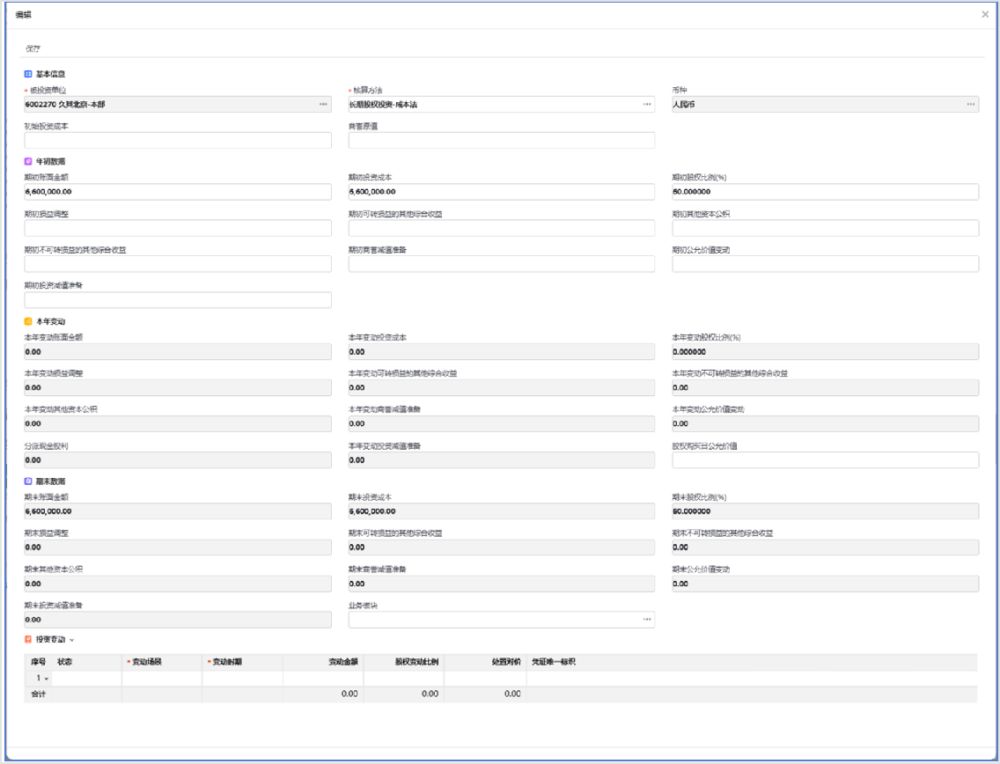 编辑
保存
基本信息
* 被投资单位 * 核算方法 币种
6002270 久其北京-本部 ··· 长期股权投资-成本法 ··· 人民币 ···
初始投资成本 商誉原值
年初数据
期初账面金额 期初投资成本 期初股权比例(%)
6,600,000.00 6,600,000.00 60.000000
期初损益调整 期初可转损益的其他综合收益 期初其他资本公积
期初不可转损益的其他综合收益 期初商誉减值准备 期初公允价值变动
期初投资减值准备
本年变动
本年变动账面金额 本年变动投资成本 本年变动股权比例(%)
0.00 0.00 0.000000
本年变动损益调整 本年变动可转损益的其他综合收益 本年变动不可转损益的其他综合收益
0.00 0.00 0.00
本年变动其他资本公积 本年变动商誉减值准备 本年变动公允价值变动
0.00 0.00 0.00
分派现金股利 本年变动投资减值准备 股权购买日公允价值
0.00 0.00
期末数据
期末账面金额 期末投资成本 期末股权比例(%)
6,600,000.00 6,600,000.00 60.000000
期末损益调整 期末可转损益的其他综合收益 期末不可转损益的其他综合收益
0.00 0.00 0.00
期末其他资本公积 期末商誉减值准备 期末公允价值变动
0.00 0.00 0.00
期末投资减值准备 业务板块
0.00 ···
投资变动
序号 状态 * 变动场景 * 变动时期 变动金额 股权变动比例 处置对价 凭证唯一标识
1
合计 0.00 0.00 0.00